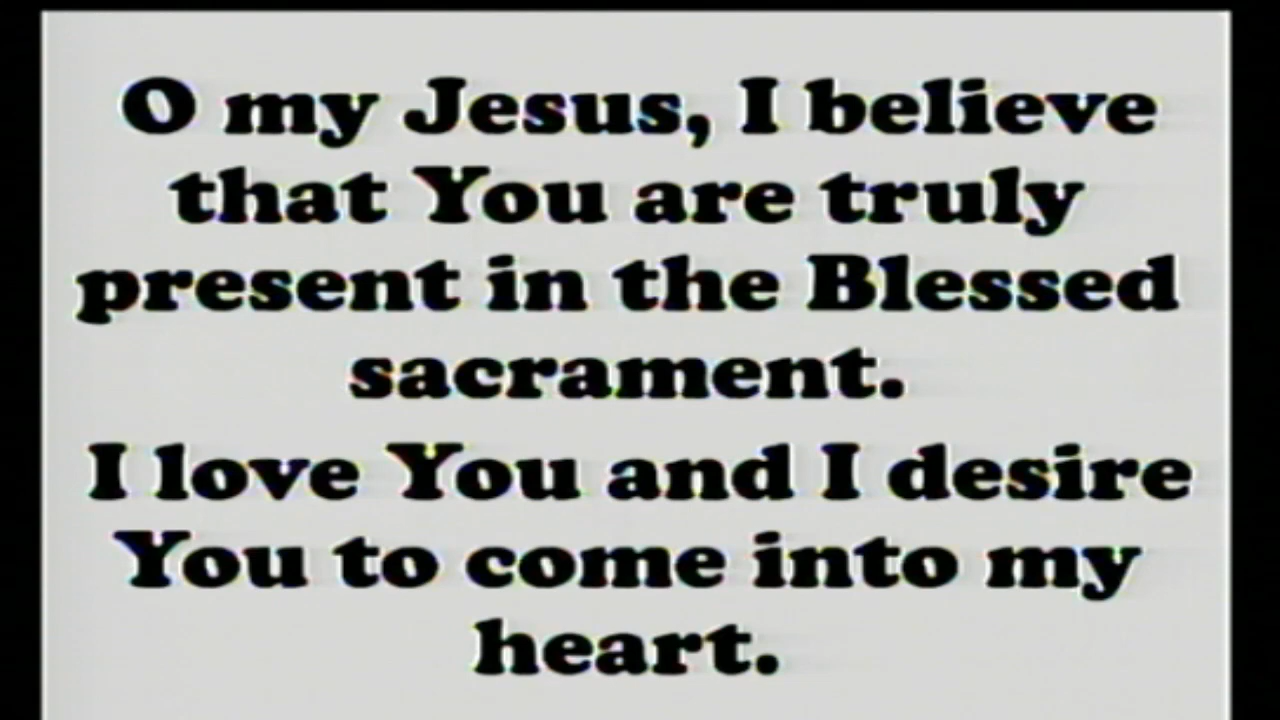 O my Jesus, I believe
that You are truly
present in the Blessed
sacrament.
I love You and I desire
You to come into my
heart.